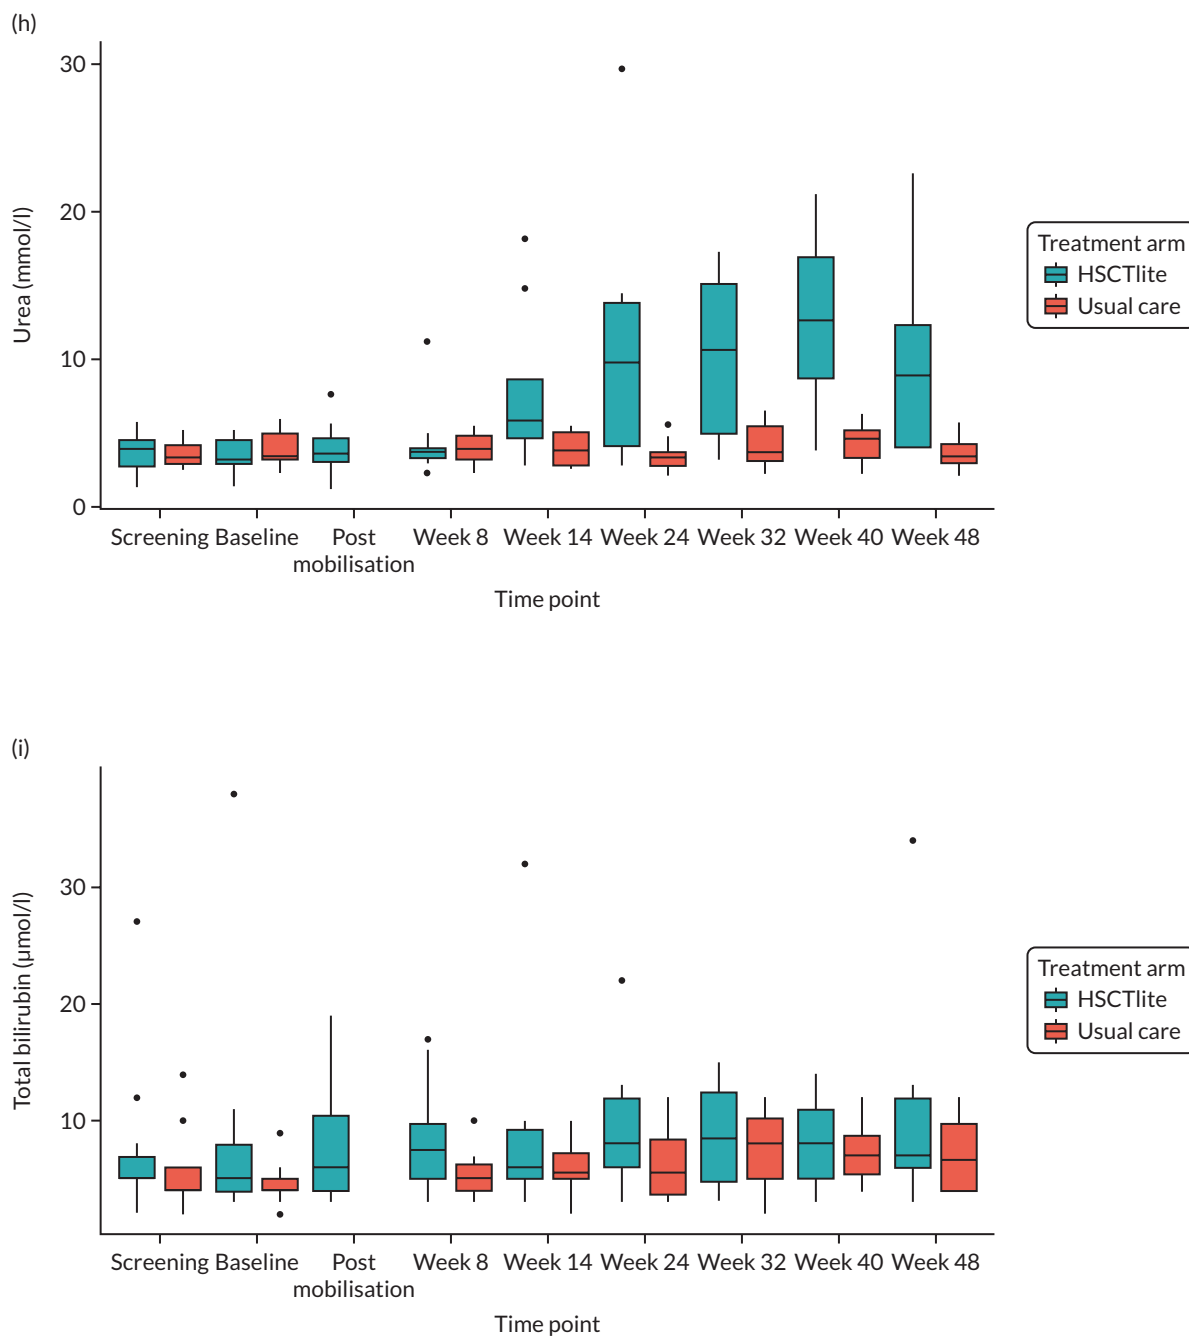 (h)
30
20
10
0
Urea (mmol/l)
Screening Baseline Post mobilisation Week 8 Week 14 Week 24 Week 32 Week 40 Week 48
Time point
Treatment arm
HSCTlite
Usual care
(i)
30
20
10
Total bilirubin (µmol/l)
Screening Baseline Post mobilisation Week 8 Week 14 Week 24 Week 32 Week 40 Week 48
Time point
Treatment arm
HSCTlite
Usual care